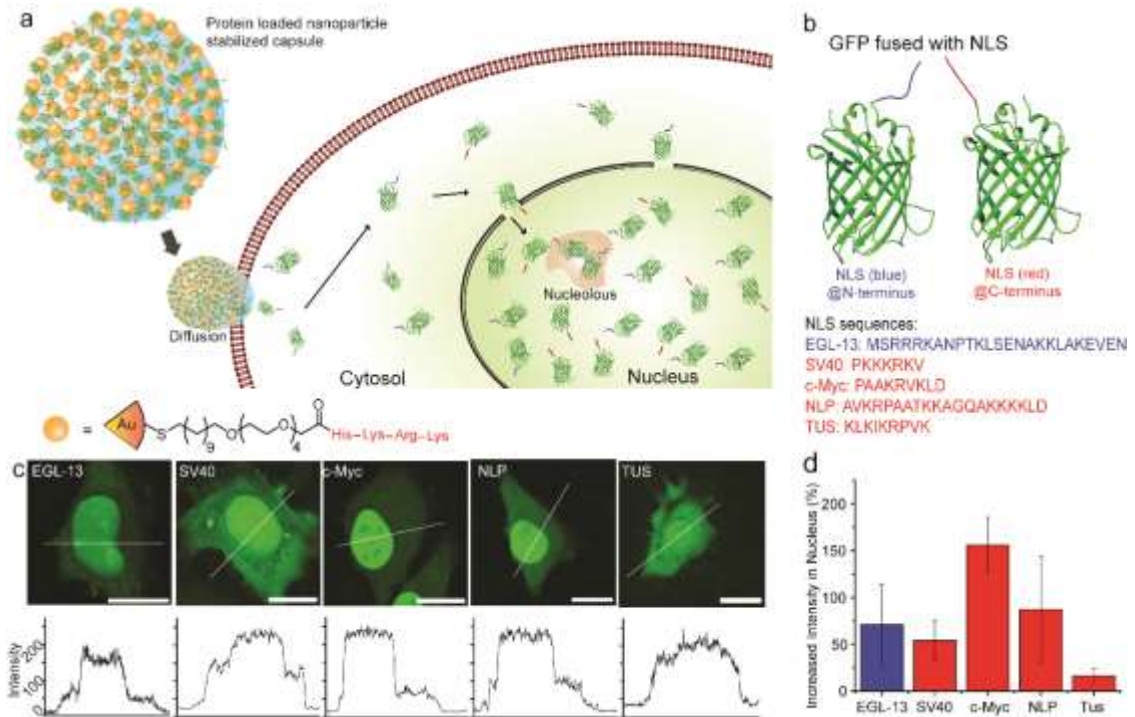 a
Protein loaded nanoparticle
stabilized capsule
Diffusion
Cytosol
Nucleolous
Nucleus
= Au S 9 O O 4 O His-Lys-Arg-Lys
b
GFP fused with NLS
NLS (blue)
@N-terminus
NLS (red)
@C-terminus
NLS sequences:
EGL-13: MSRRRKANPTKLSENAKKLAKEVEN
SV40: PKKKRKV
c-Myc: PAAKRVKLD
NLP: AVKRPAATKKAGQAKKKKLD
TUS: KLKIKRPVK
c
EGL-13
SV40
c-Myc
NLP
TUS
Intensity
200
100
0
d
Increased intensity in Nucleus (%)
200
150
100
50
0
EGL-13 SV40 c-Myc NLP Tus